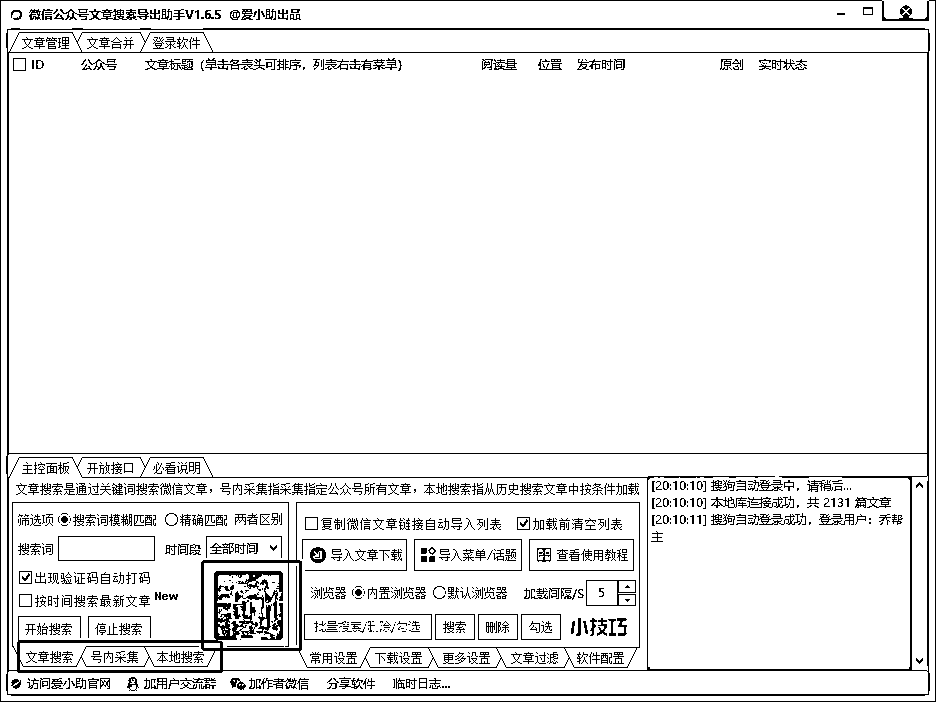 微信公众号文章搜索导出助手V1.6.5 @爱小助出品
文章管理 文章合并 登录软件
ID 公众号 文章标题（单击各表头可排序，列表右击有菜单） 阅读量 位置 发布时间 原创 实时状态
主控面板 开放接口 必看说明
文章搜索是通过关键词搜索微信文章，号内采集指采集指定公众号所有文章，本地搜索指从历史搜索文章中按条件加载
筛选项 搜索词模糊匹配 精确匹配 两者区别
搜索词 时间段 全部时间
出现验证码自动打码
按时间搜索最新文章 New
开始搜索 停止搜索
文章搜索 号内采集 本地搜索
复制微信文章链接自动导入列表 加载前清空列表
导入文章下载 导入菜单/话题 查看使用教程
浏览器 内置浏览器 默认浏览器 加载间隔/S 5
批量搜索/删除/勾选 搜索 删除 勾选 小技巧
常用设置 下载设置 更多设置 文章过滤 软件配置
[20:10:10] 搜狗自动登录中，请稍后...
[20:10:10] 本地库连接成功，共 2131 篇文章
[20:10:11] 搜狗自动登录成功，登录用户：乔帮
主
访问爱小助官网 加用户交流群 加作者微信 分享软件 临时日志...